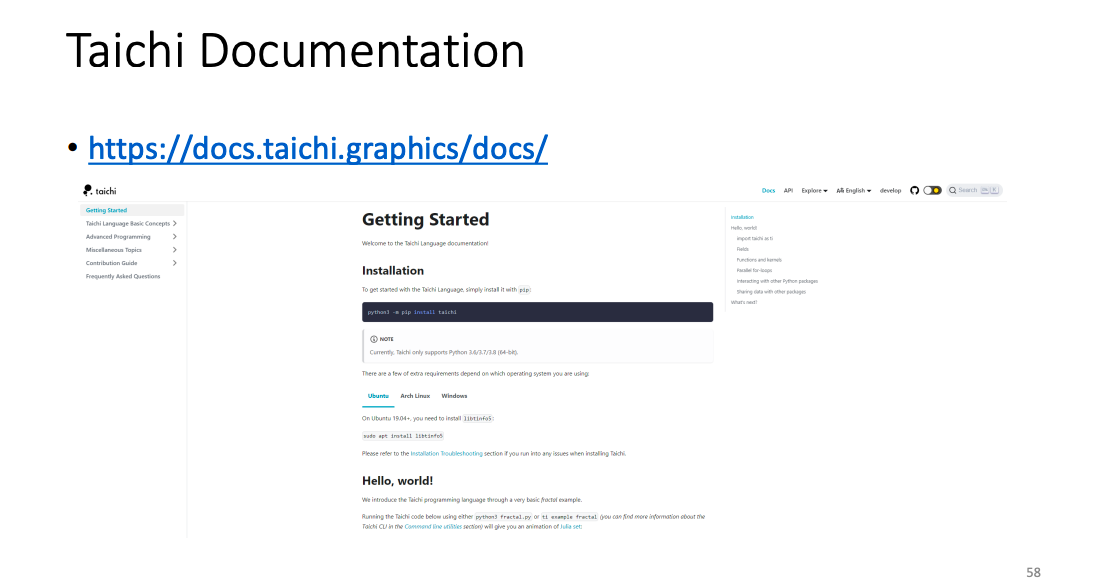 Taichi Documentation
• https://docs.taichi.graphics/docs/
taichi
Docs API Explore English develop Search
Getting Started
Taichi Language Basic Concepts
Advanced Programming
Miscellaneous Topics
Contribution Guide
Frequently Asked Questions
Getting Started
Welcome to the Taichi Language documentation!
Installation
To get started with the Taichi Language, simply install it with pip:
python3 -m pip install taichi
NOTE
Currently, Taichi only supports Python 3.6/3.7/3.8 (64-bit).
There are a few of extra requirements depend on which operating system you are using:
Ubuntu Arch Linux Windows
On Ubuntu 19.04+, you need to install libtinfo5:
sudo apt install libtinfo5
Please refer to the Installation Troubleshooting section if you run into any issues when installing Taichi.
Hello, world!
We introduce the Taichi programming language through a very basic fractal example.
Running the Taichi code below using either python3 fractal.py or ti example fractal (you can find more information about the
Taichi CLI in the Command line utilities section) will give you an animation of Julia set:
Installation
Hello, world!
import taichi as ti
Fields
Functions and kernels
Parallel for-loops
Interacting with other Python packages
Sharing data with other packages
What's next?
58